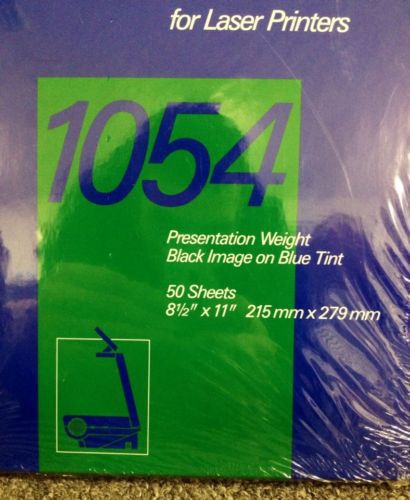 for Laser Printers
1054
Presentation Weight
Black Image on Blue Tint
50 Sheets
8½" x 11" 215 mm x 279 mm